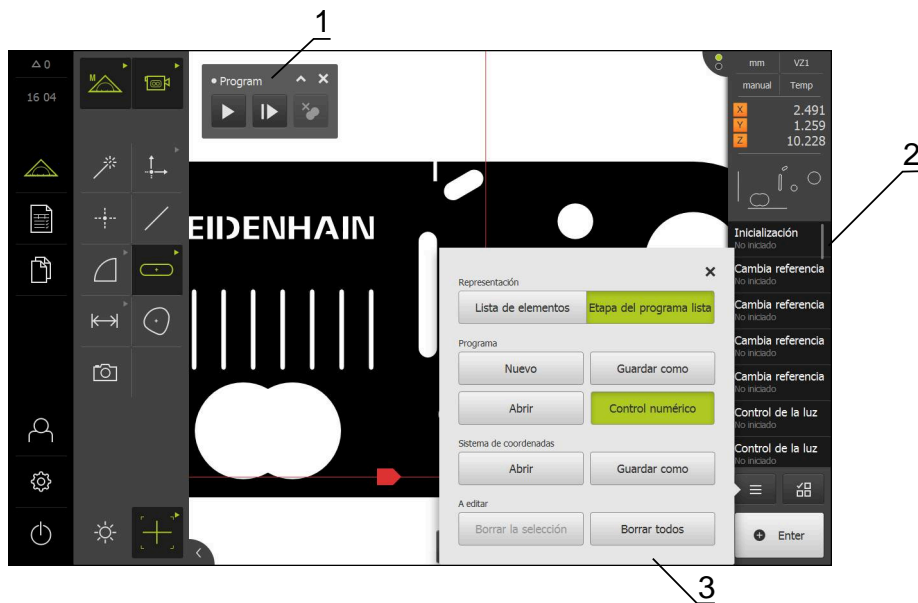 1
0
16 04
M
Program
mm
VZ1
manual
Temp
X 2.491
Y 1.259
Z 10.228
2
EIDENHAIN
Inicialización
No iniciado
Cambia referencia
No iniciado
Cambia referencia
No iniciado
Cambia referencia
No iniciado
Cambia referencia
No iniciado
Control de la luz
No iniciado
Control de la luz
No iniciado
Representación
Lista de elementos
Etapa del programa lista
Programa
Nuevo
Guardar como
Abrir
Control numérico
Sistema de coordenadas
Abrir
Guardar como
A editar
Borrar la selección
Borrar todos
Enter
3